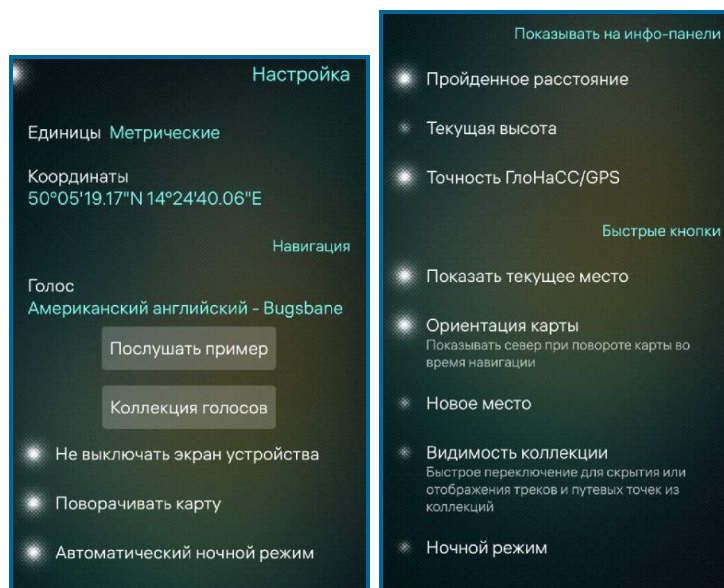 Настройка
Единицы Метрические
Координаты
50°05'19.17"N 14°24'40.06"E
Навигация
Голос
Американский английский - Bugsbane
Послушать пример
Коллекция голосов
Не выключать экран устройства
Поворачивать карту
Автоматический ночной режим
Показывать на инфо-панели
Пройденное расстояние
Текущая высота
Точность ГлоНаСС/GPS
Быстрые кнопки
Показать текущее место
Ориентация карты
Показывать север при повороте карты во
время навигации
Новое место
Видимость коллекции
Быстрое переключение для скрытия или
отображения треков и путевых точек из
коллекций
Ночной режим